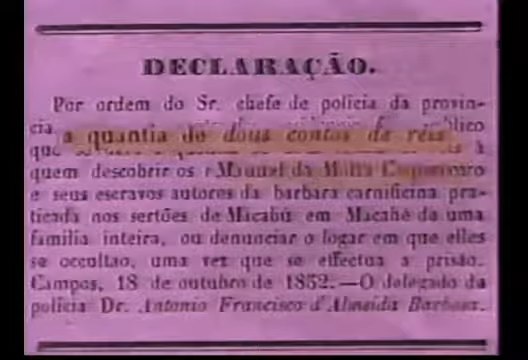 DECLARAÇÃO.
Por ordem do Sr. chefe de policia da provin-
cia a quantia de dous contos de réis blico
que
quem descobrir os Manuel da Motta
e seus escravos autores da barbara carnificina pra-
ticada nos sertões de Macabú em Macahé da uma
familia inteira, ou denunciar o logar em que elles
se occultão, uma vez que se effectua a prisão.
Campos, 18 de outubro de 1852.—O delegado da
policia Dr. Antonio Francisco d'Almeida Barbosa.